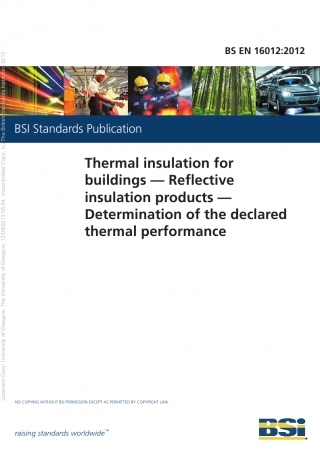 BS EN 16012:2012
BSI Standards Publication
Thermal insulation for
buildings — Reflective
insulation products —
Determination of the declared
thermal performance
NO COPYING WITHOUT BSI PERMISSION EXCEPT AS PERMITTED BY COPYRIGHT LAW
raising standards worldwide™
BSi